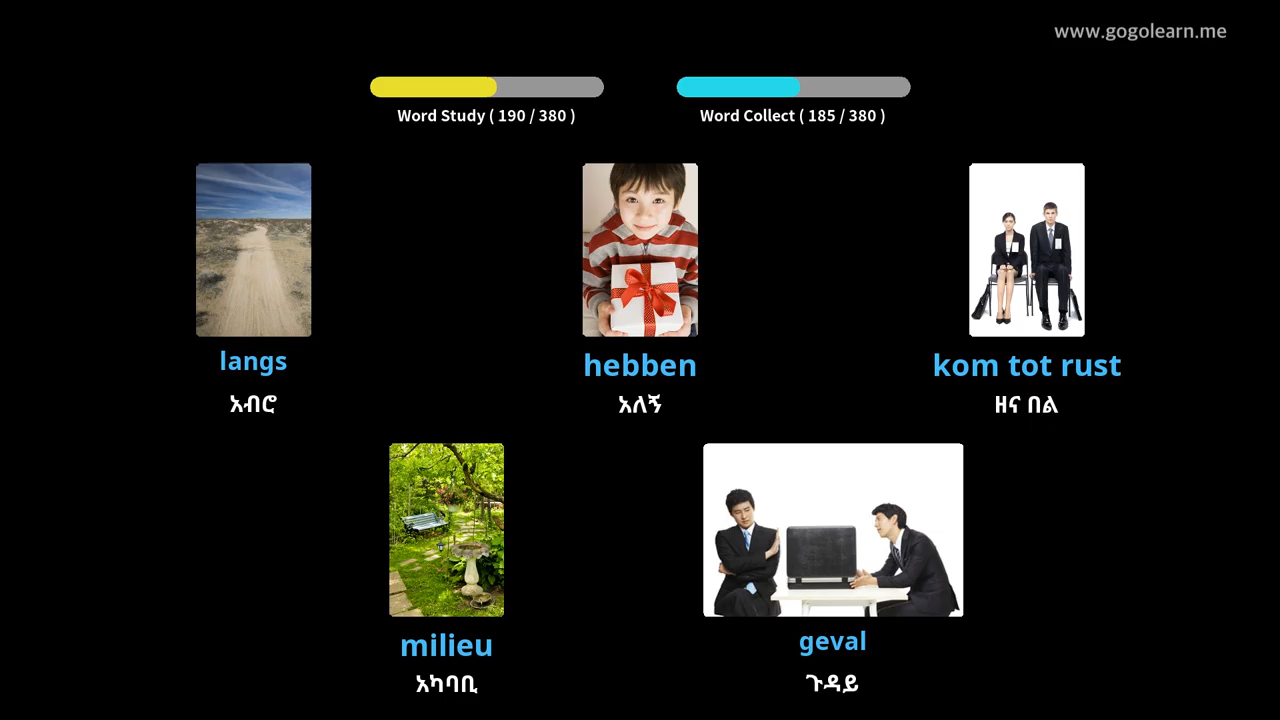 www.gogolearn.me
Word Study ( 190 / 380 )
Word Collect ( 185 / 380 )
langs
hebben
kom tot rust
አብሮ
አለኝ
ዘና በል
milieu
geval
አካባቢ
ጉዳይ